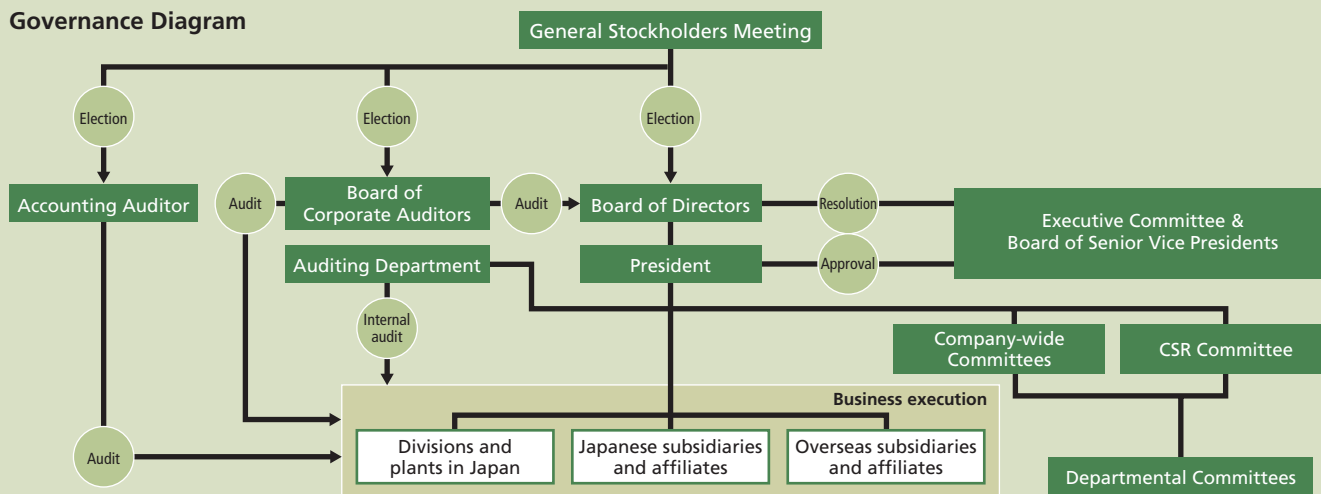 Governance Diagram
General Stockholders Meeting
Election
Election
Election
Accounting Auditor
Audit
Board of
Corporate Auditors
Audit
Board of Directors
Resolution
Executive Committee &
Board of Senior Vice Presidents
Auditing Department
President
Approval
Internal
audit
Company-wide
Committees
CSR Committee
Business execution
Divisions and
plants in Japan
Japanese subsidiaries
and affiliates
Overseas subsidiaries
and affiliates
Audit
Departmental Committees